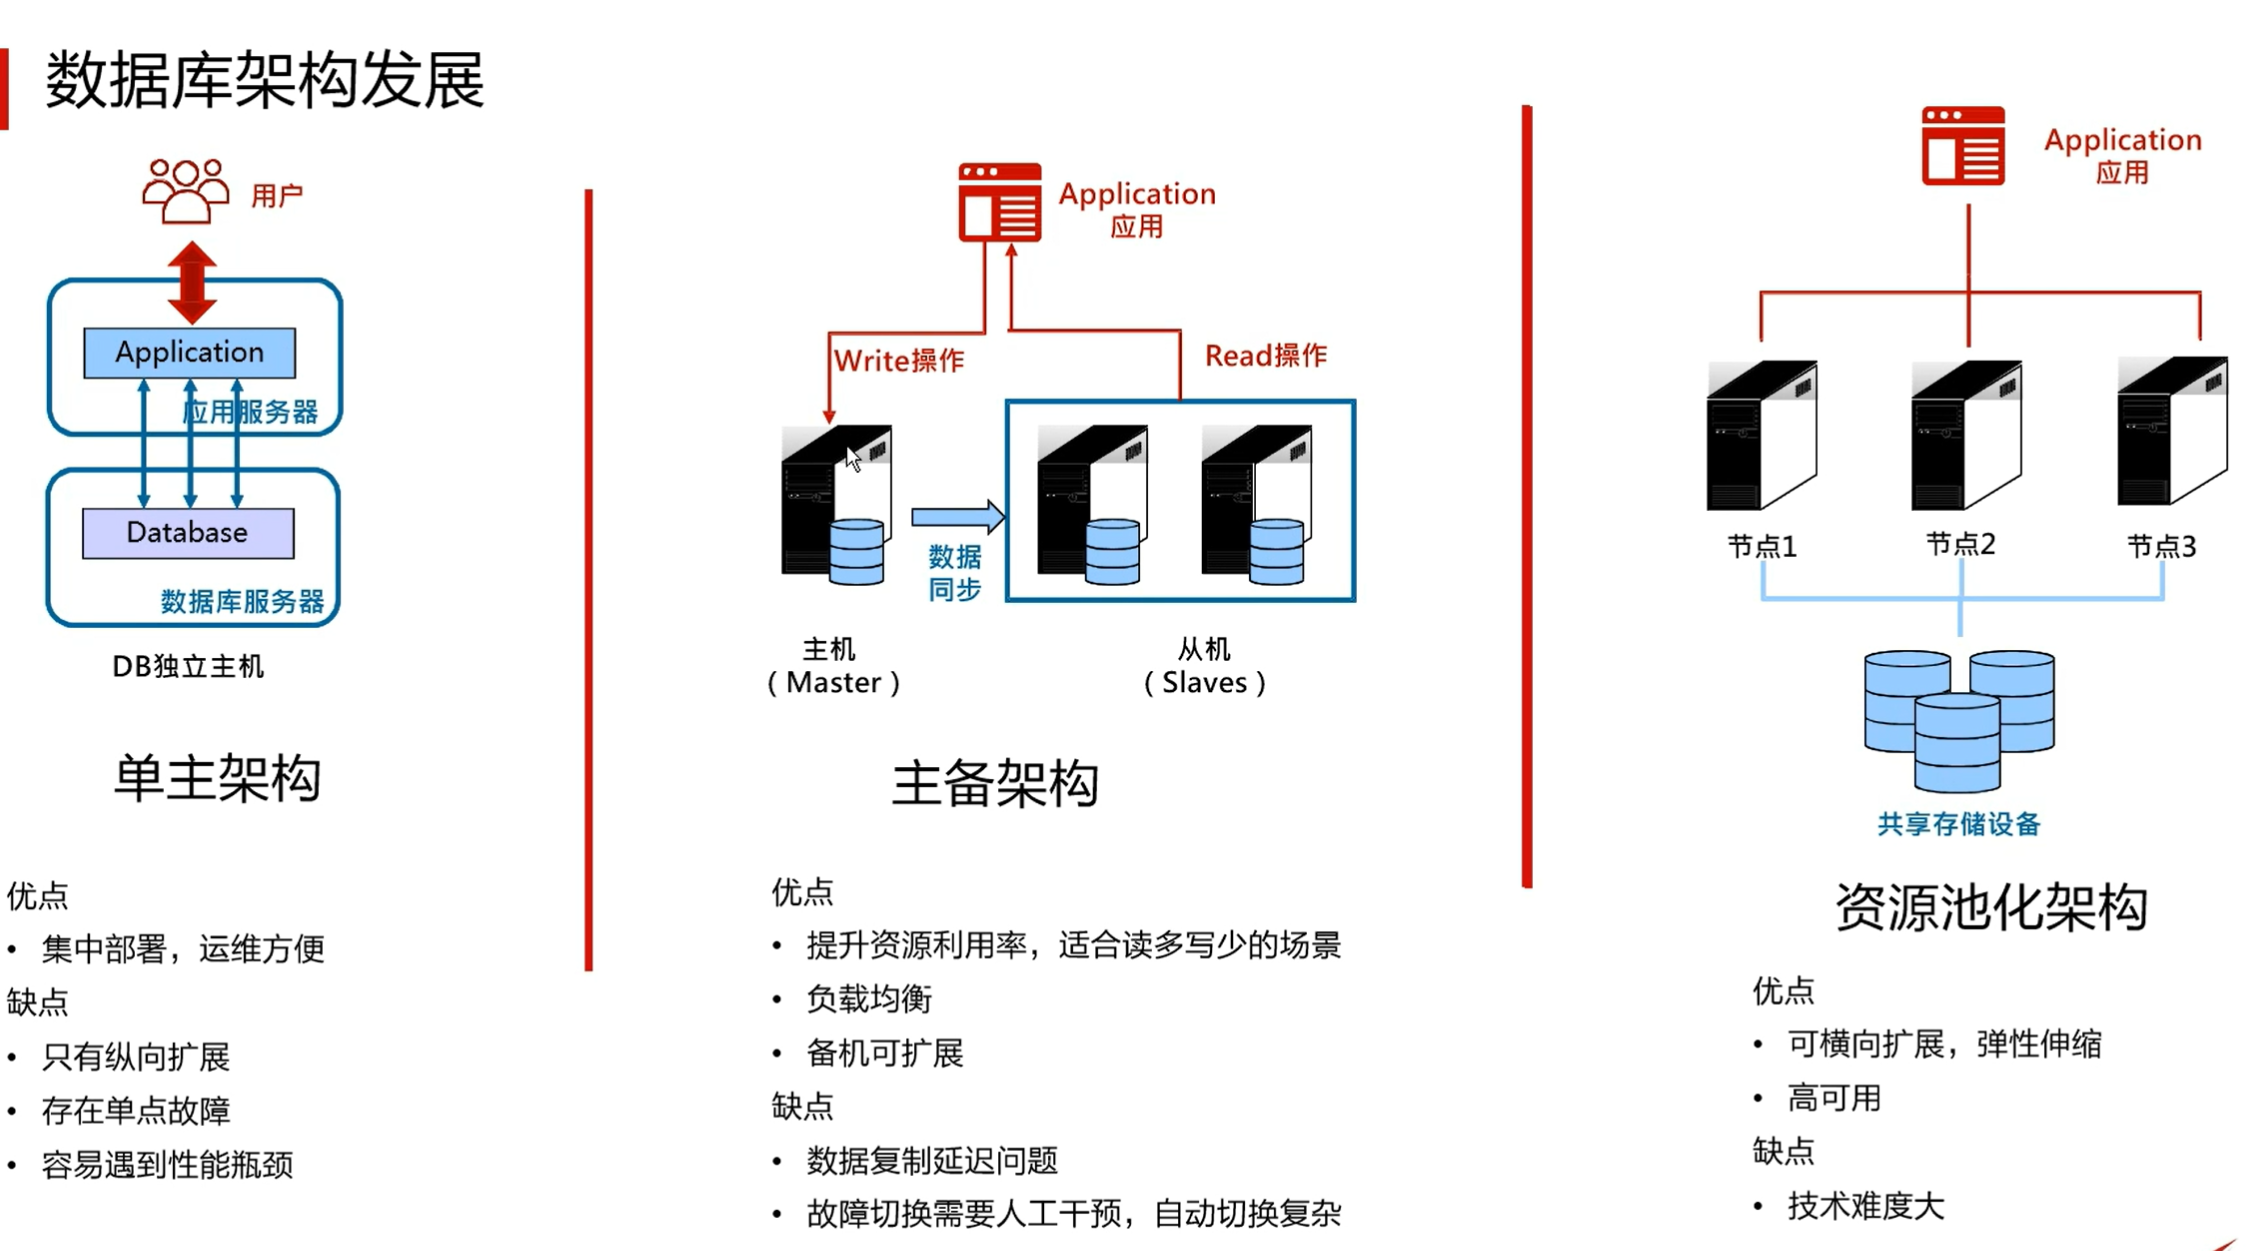 数据库架构发展
用户
Application
应用服务器
Database
数据库服务器
DB独立主机
单主架构
优点
• 集中部署，运维方便
缺点
• 只有纵向扩展
• 存在单点故障
• 容易遇到性能瓶颈
Application
应用
Write操作
Read操作
数据
同步
主机
（Master）
从机
（Slaves）
主备架构
优点
• 提升资源利用率，适合读多写少的场景
• 负载均衡
• 备机可扩展
缺点
• 数据复制延迟问题
• 故障切换需要人工干预，自动切换复杂
Application
应用
节点1
节点2
节点3
共享存储设备
资源池化架构
优点
• 可横向扩展，弹性伸缩
• 高可用
缺点
• 技术难度大